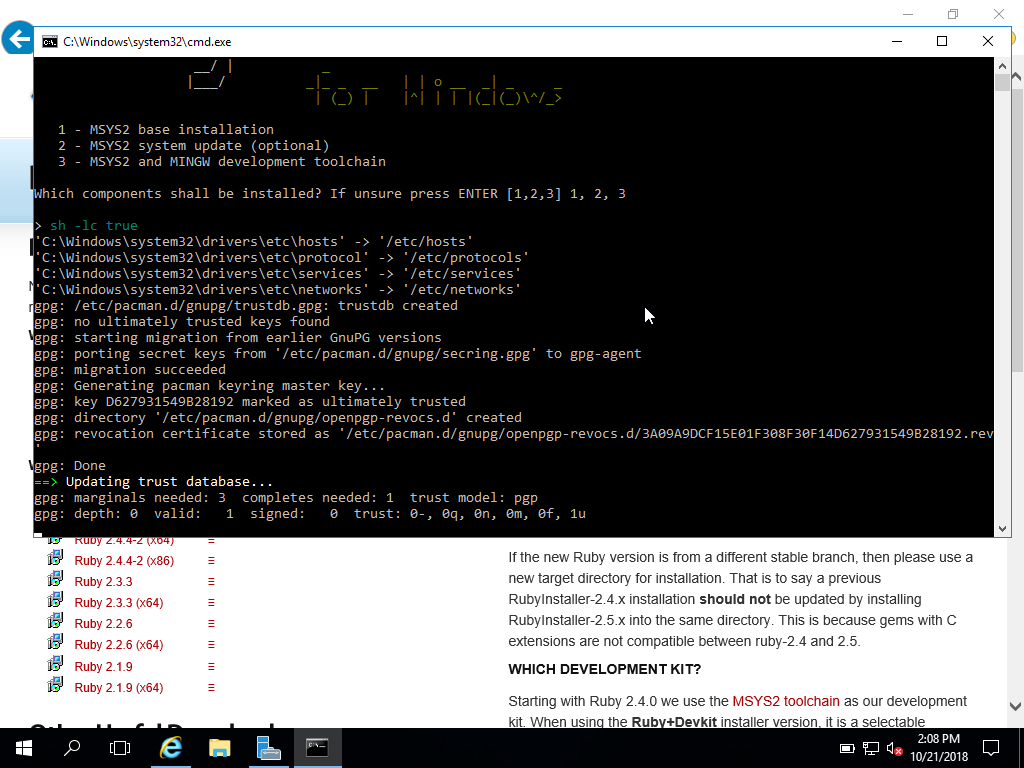 C:\Windows\system32\cmd.exe
1 - MSYS2 base installation
2 - MSYS2 system update (optional)
3 - MSYS2 and MINGW development toolchain
Which components shall be installed? If unsure press ENTER [1,2,3] 1, 2, 3
> sh -lc true
'C:\Windows\system32\drivers\etc\hosts' -> '/etc/hosts'
'C:\Windows\system32\drivers\etc\protocol' -> '/etc/protocols'
'C:\Windows\system32\drivers\etc\services' -> '/etc/services'
'C:\Windows\system32\drivers\etc\networks' -> '/etc/networks'
gpg: /etc/pacman.d/gnupg/trustdb.gpg: trustdb created
gpg: no ultimately trusted keys found
gpg: starting migration from earlier GnuPG versions
gpg: porting secret keys from '/etc/pacman.d/gnupg/secring.gpg' to gpg-agent
gpg: migration succeeded
gpg: Generating pacman keyring master key...
gpg: key D627931549B28192 marked as ultimately trusted
gpg: directory '/etc/pacman.d/gnupg/openpgp-revocs.d' created
gpg: revocation certificate stored as '/etc/pacman.d/gnupg/openpgp-revocs.d/3A09A9DCF15E01F308F30F14D627931549B28192.rev
'
gpg: Done
==> Updating trust database...
gpg: marginals needed: 3  completes needed: 1  trust model: pgp
gpg: depth: 0  valid:   1  signed:   0  trust: 0-, 0q, 0n, 0m, 0f, 1u
Ruby 2.4.4-2 (x64)
Ruby 2.4.4-2 (x86)
Ruby 2.3.3
Ruby 2.3.3 (x64)
Ruby 2.2.6
Ruby 2.2.6 (x64)
Ruby 2.1.9
Ruby 2.1.9 (x64)
If the new Ruby version is from a different stable branch, then please use a
new target directory for installation. That is to say a previous
RubyInstaller-2.4.x installation should not be updated by installing
RubyInstaller-2.5.x into the same directory. This is because gems with C
extensions are not compatible between ruby-2.4 and 2.5.
WHICH DEVELOPMENT KIT?
Starting with Ruby 2.4.0 we use the MSYS2 toolchain as our development
kit. When using the Ruby+Devkit installer version, it is a selectable
2:08 PM
10/21/2018